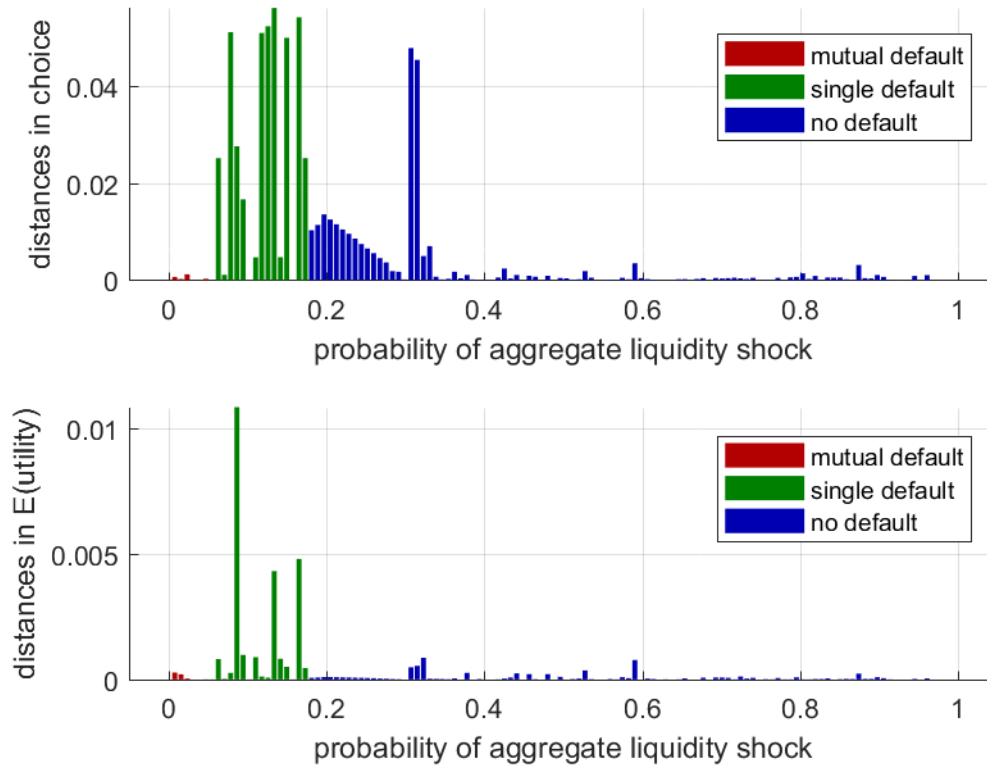 distances in choice
0.04
0.02
0
mutual default
single default
no default
0
0.2
0.4
0.6
0.8
1
probability of aggregate liquidity shock
distances in E(utility)
0.01
0.005
0
mutual default
single default
no default
0
0.2
0.4
0.6
0.8
1
probability of aggregate liquidity shock